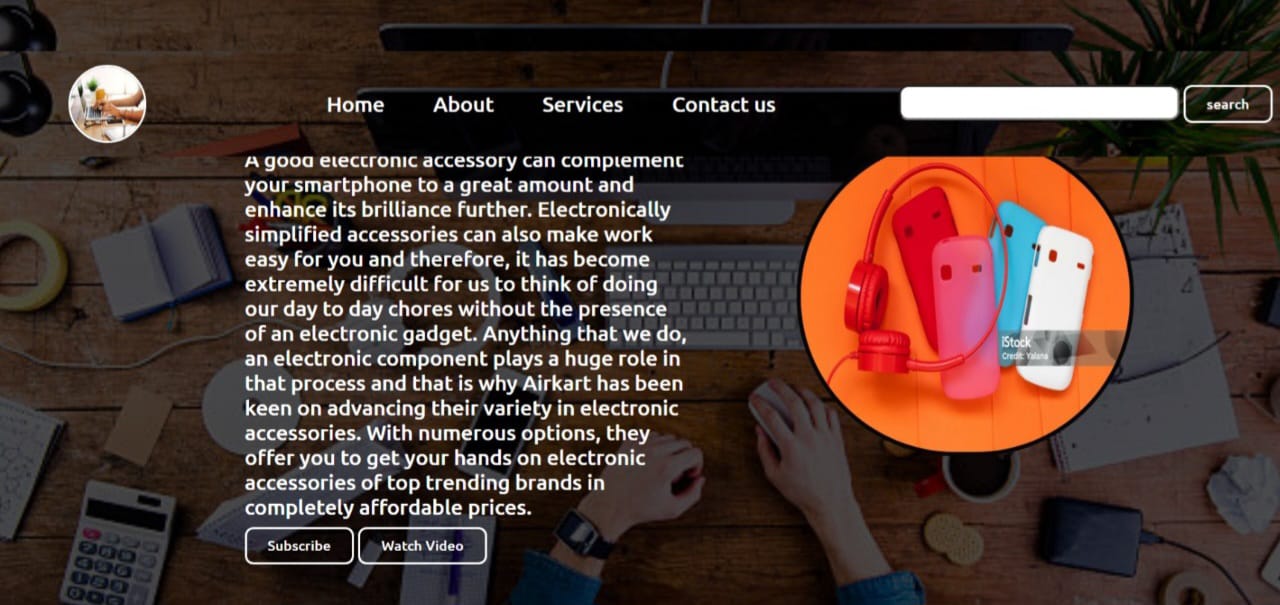 Home About Services Contact us search
A good electronic accessory can complement
your smartphone to a great amount and
enhance its brilliance further. Electronically
simplified accessories can also make work
easy for you and therefore, it has become
extremely difficult for us to think of doing
our day to day chores without the presence
of an electronic gadget. Anything that we do,
an electronic component plays a huge role in
that process and that is why Airkart has been
keen on advancing their variety in electronic
accessories. With numerous options, they
offer you to get your hands on electronic
accessories of top trending brands in
completely affordable prices.
Subscribe Watch Video
iStock
Credit: Yalana